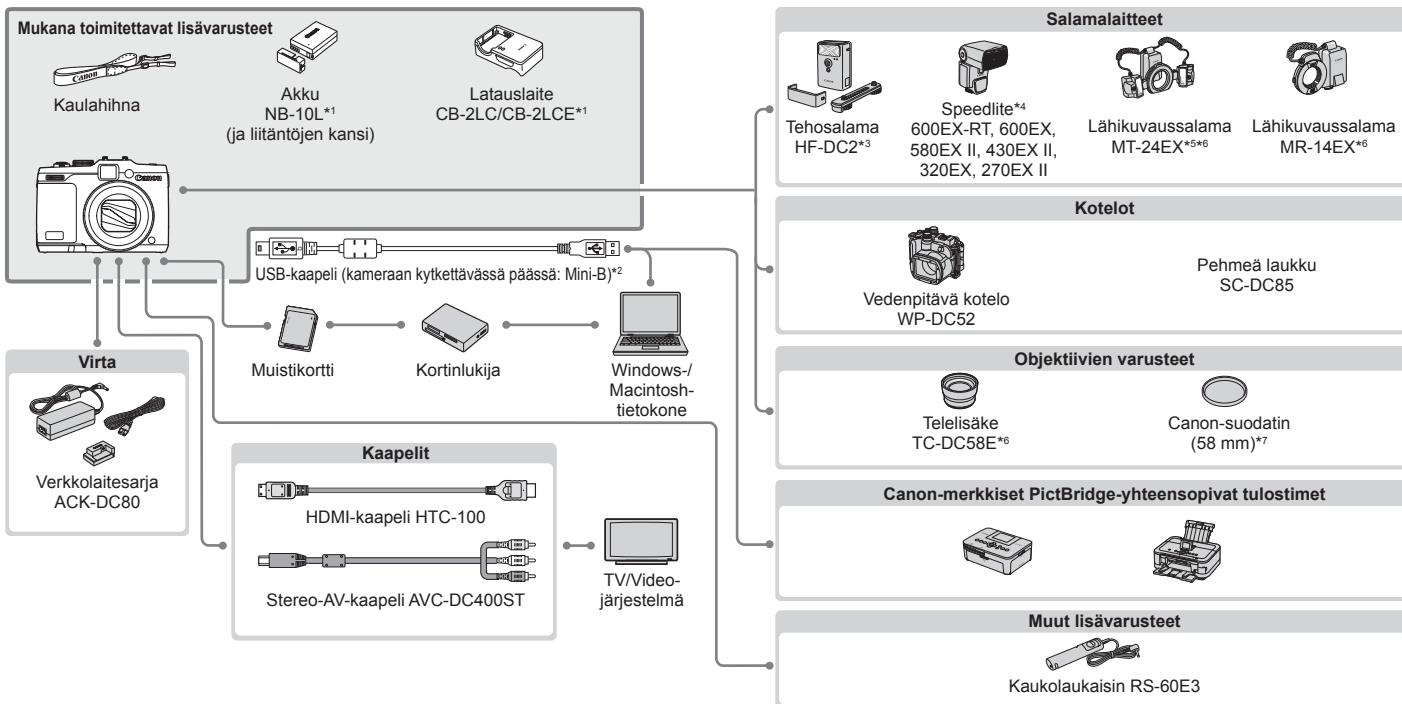 Mukana toimitettavat lisävarusteet
Canon
Kaulahihna
Akku
NB-10L*1
(ja liitäntöjen kansi)
Latauslaite
CB-2LC/CB-2LCE*1
Canon
USB-kaapeli (kameraan kytkettävässä päässä: Mini-B)*2
Muistikortti
Kortinlukija
Windows-/
Macintosh-
tietokone
Virta
Verkkolaitesarja
ACK-DC80
Kaapelit
HDMI-kaapeli HTC-100
Stereo-AV-kaapeli AVC-DC400ST
TV/Video-
järjestelmä
Salamalaitteet
Tehosalama
HF-DC2*3
Speedlite*4
600EX-RT, 600EX,
580EX II, 430EX II,
320EX, 270EX II
Lähikuvaussalama
MT-24EX*5*6
Lähikuvaussalama
MR-14EX*6
Kotelot
Vedenpitävä kotelo
WP-DC52
Pehmeä laukku
SC-DC85
Objektiivien varusteet
Telelisäke
TC-DC58E*6
Canon-suodatin
(58 mm)*7
Canon-merkkiset PictBridge-yhteensopivat tulostimet
Muut lisävarusteet
Kaukolaukaisin RS-60E3